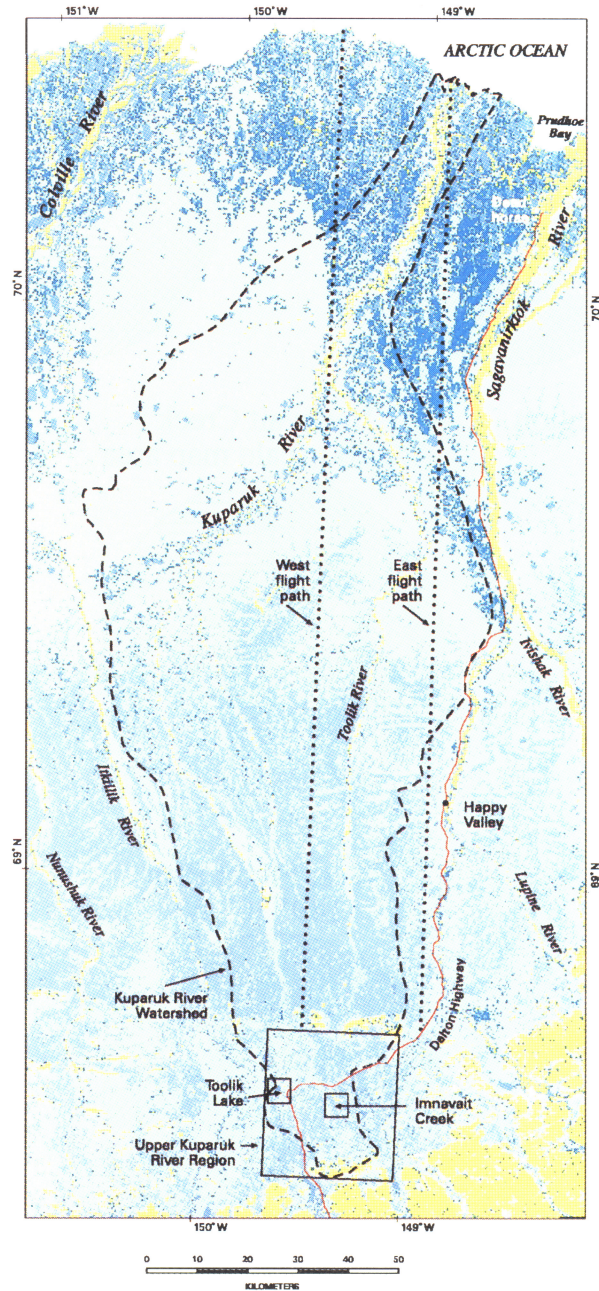 151°W
150°W
149°W
ARCTIC OCEAN
Prudhoe
Bay
Colville River
River
Sagavanirktok
70°N
70°N
Kuparuk River
West
flight
path
East
flight
path
Toolik River
Ivishak River
Itkillik River
Happy
Valley
69°N
69°N
Nanushuk River
Lupine River
Kuparuk River
Watershed
Dalton Highway
Toolik
Lake
Imnavait
Creek
Upper Kuparuk
River Region
150°W
149°W
0 10 20 30 40 50
KILOMETERS